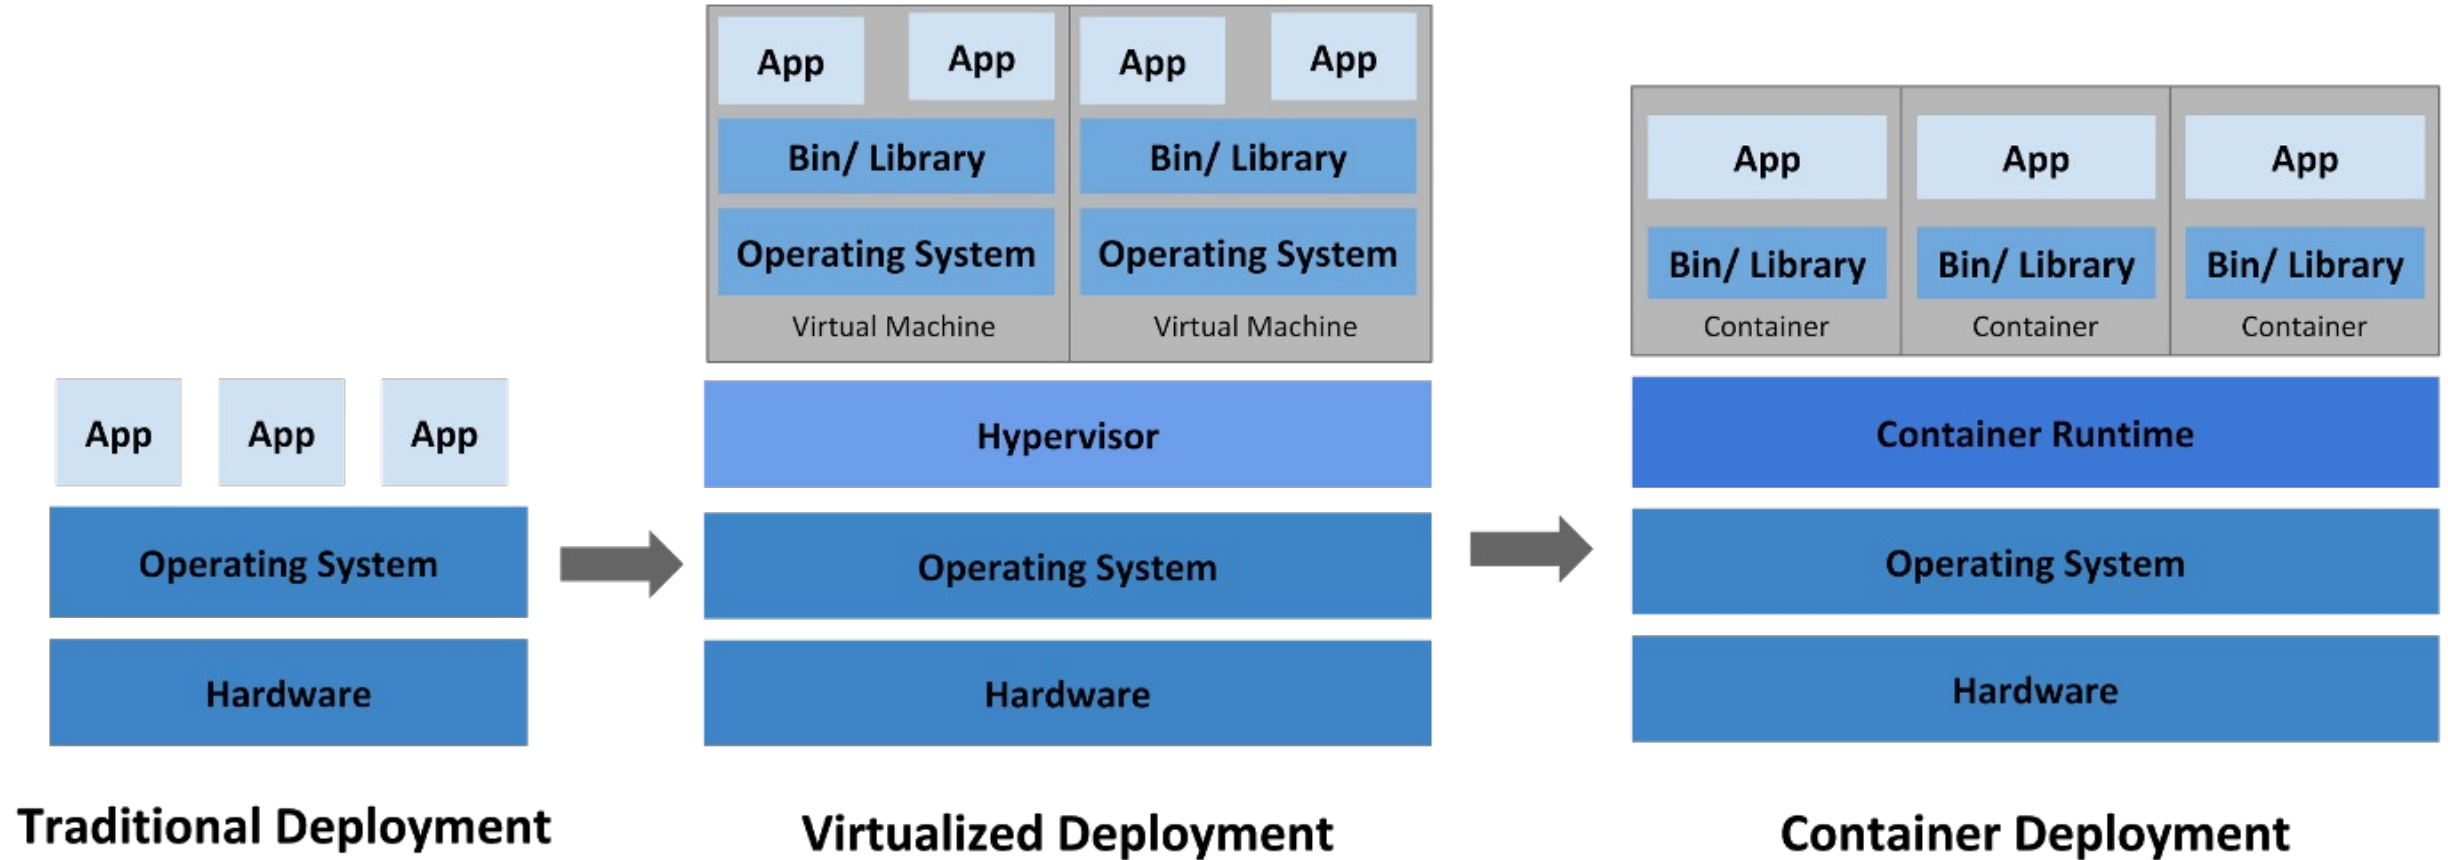 App App App
Operating System
Hardware
Traditional Deployment
App App App App
Bin/ Library Bin/ Library
Operating System Operating System
Virtual Machine Virtual Machine
Hypervisor
Operating System
Hardware
Virtualized Deployment
App App App
Bin/ Library Bin/ Library Bin/ Library
Container Container Container
Container Runtime
Operating System
Hardware
Container Deployment